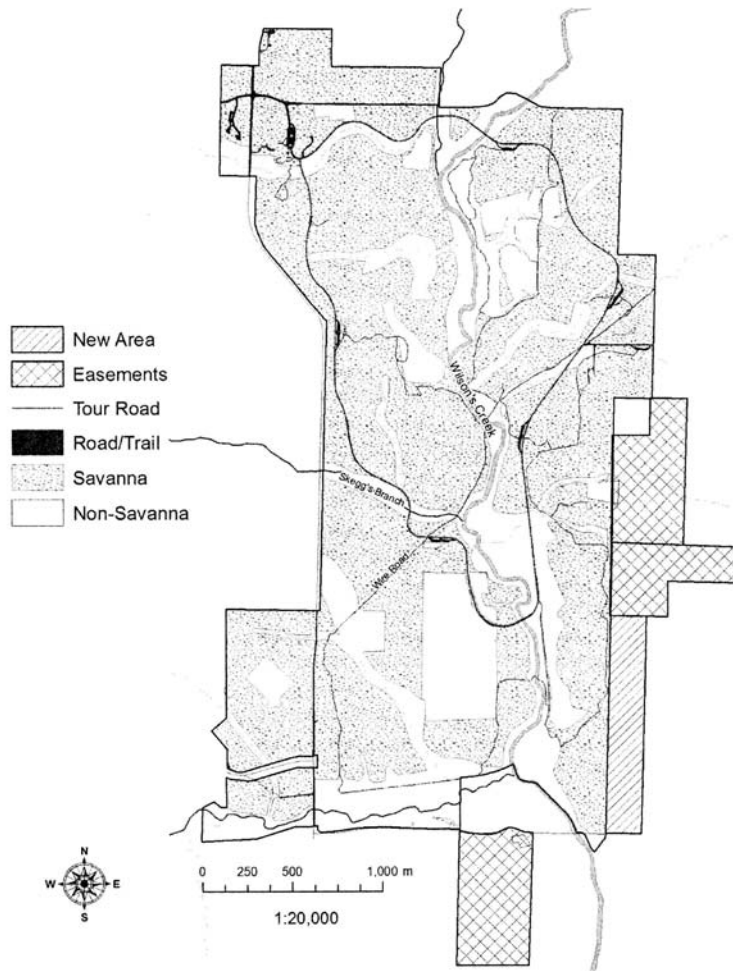 New Area
Easements
Tour Road
Road/Trail
Savanna
Non-Savanna
Wilson's Creek
Skegg's Branch
Wire Road
N
W E
S
0 250 500 1,000 m
1:20,000